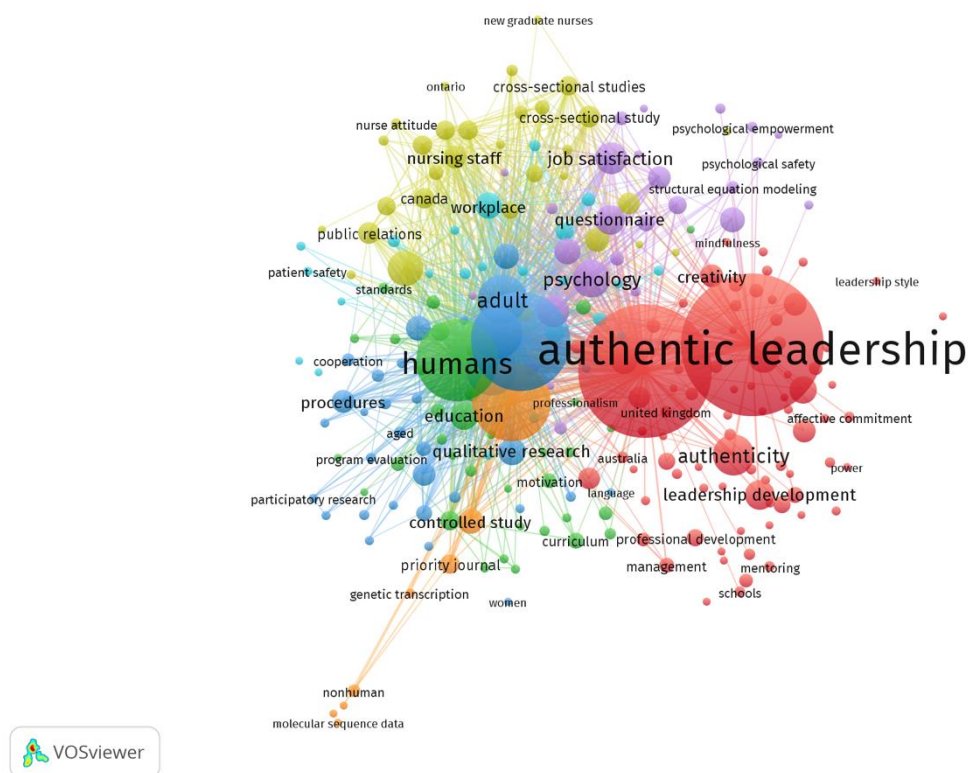 new graduate nurses
ontario
cross-sectional studies
nurse attitude
cross-sectional study
psychological empowerment
nursing staff
job satisfaction
psychological safety
structural equation modeling
canada
workplace
questionnaire
public relations
mindfulness
patient safety
psychology
creativity
leadership style
standards
adult
authentic leadership
cooperation
humans
procedures
professionalism
education
united kingdom
affective commitment
aged
qualitative research
program evaluation
australia
authenticity
power
motivation
language
participatory research
leadership development
controlled study
curriculum
professional development
priority journal
management
mentoring
genetic transcription
women
schools
nonhuman
molecular sequence data
VOSviewer